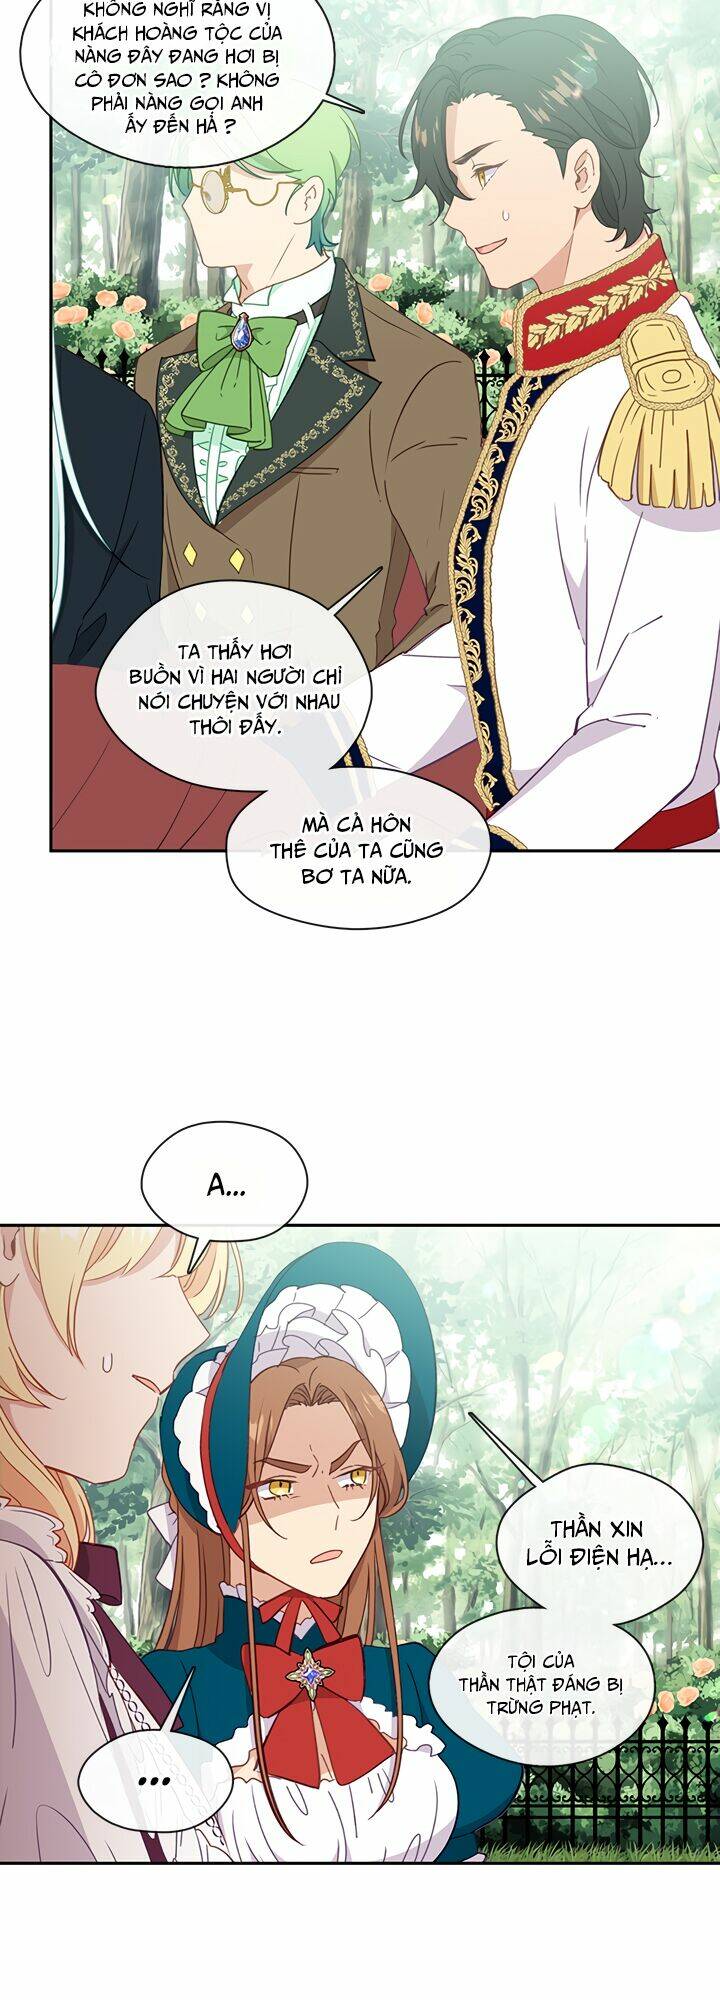 KHÔNG NGHĨ RẰNG VỊ
KHÁCH HOÀNG TỘC CỦA
NÀNG ĐÂY ĐANG HƠI BỊ
CÔ ĐƠN SAO ? KHÔNG
PHẢI NÀNG GỌI ANH
ẤY ĐẾN HẢ ?
TA THẤY HƠI
BUỒN VÌ HAI NGƯỜI CHỈ
NÓI CHUYỆN VỚI NHAU
THÔI ĐẤY.
MÀ CẢ HÔN
THÊ CỦA TA CŨNG
BƠ TA NỮA.
A...
THẦN XIN
LỖI ĐIỆN HẠ...
TỘI CỦA
THẦN THẬT ĐÁNG BỊ
TRỪNG PHẠT.
...